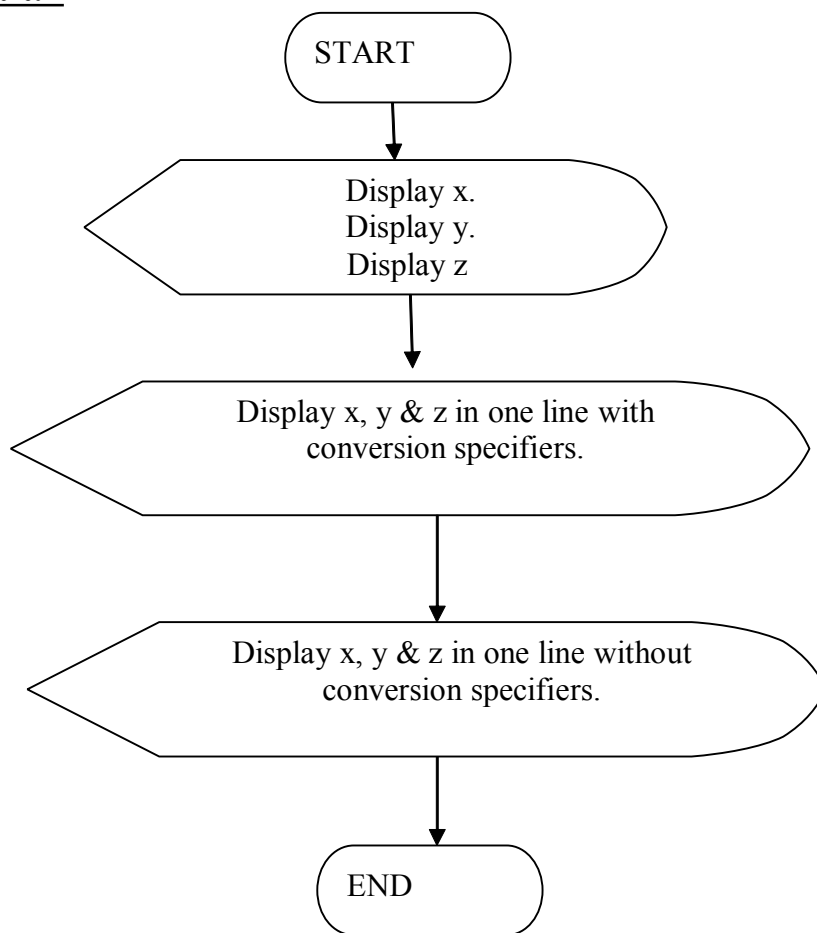 START
Display x.
Display y.
Display z
Display x, y & z in one line with
conversion specifiers.
Display x, y & z in one line without
conversion specifiers.
END